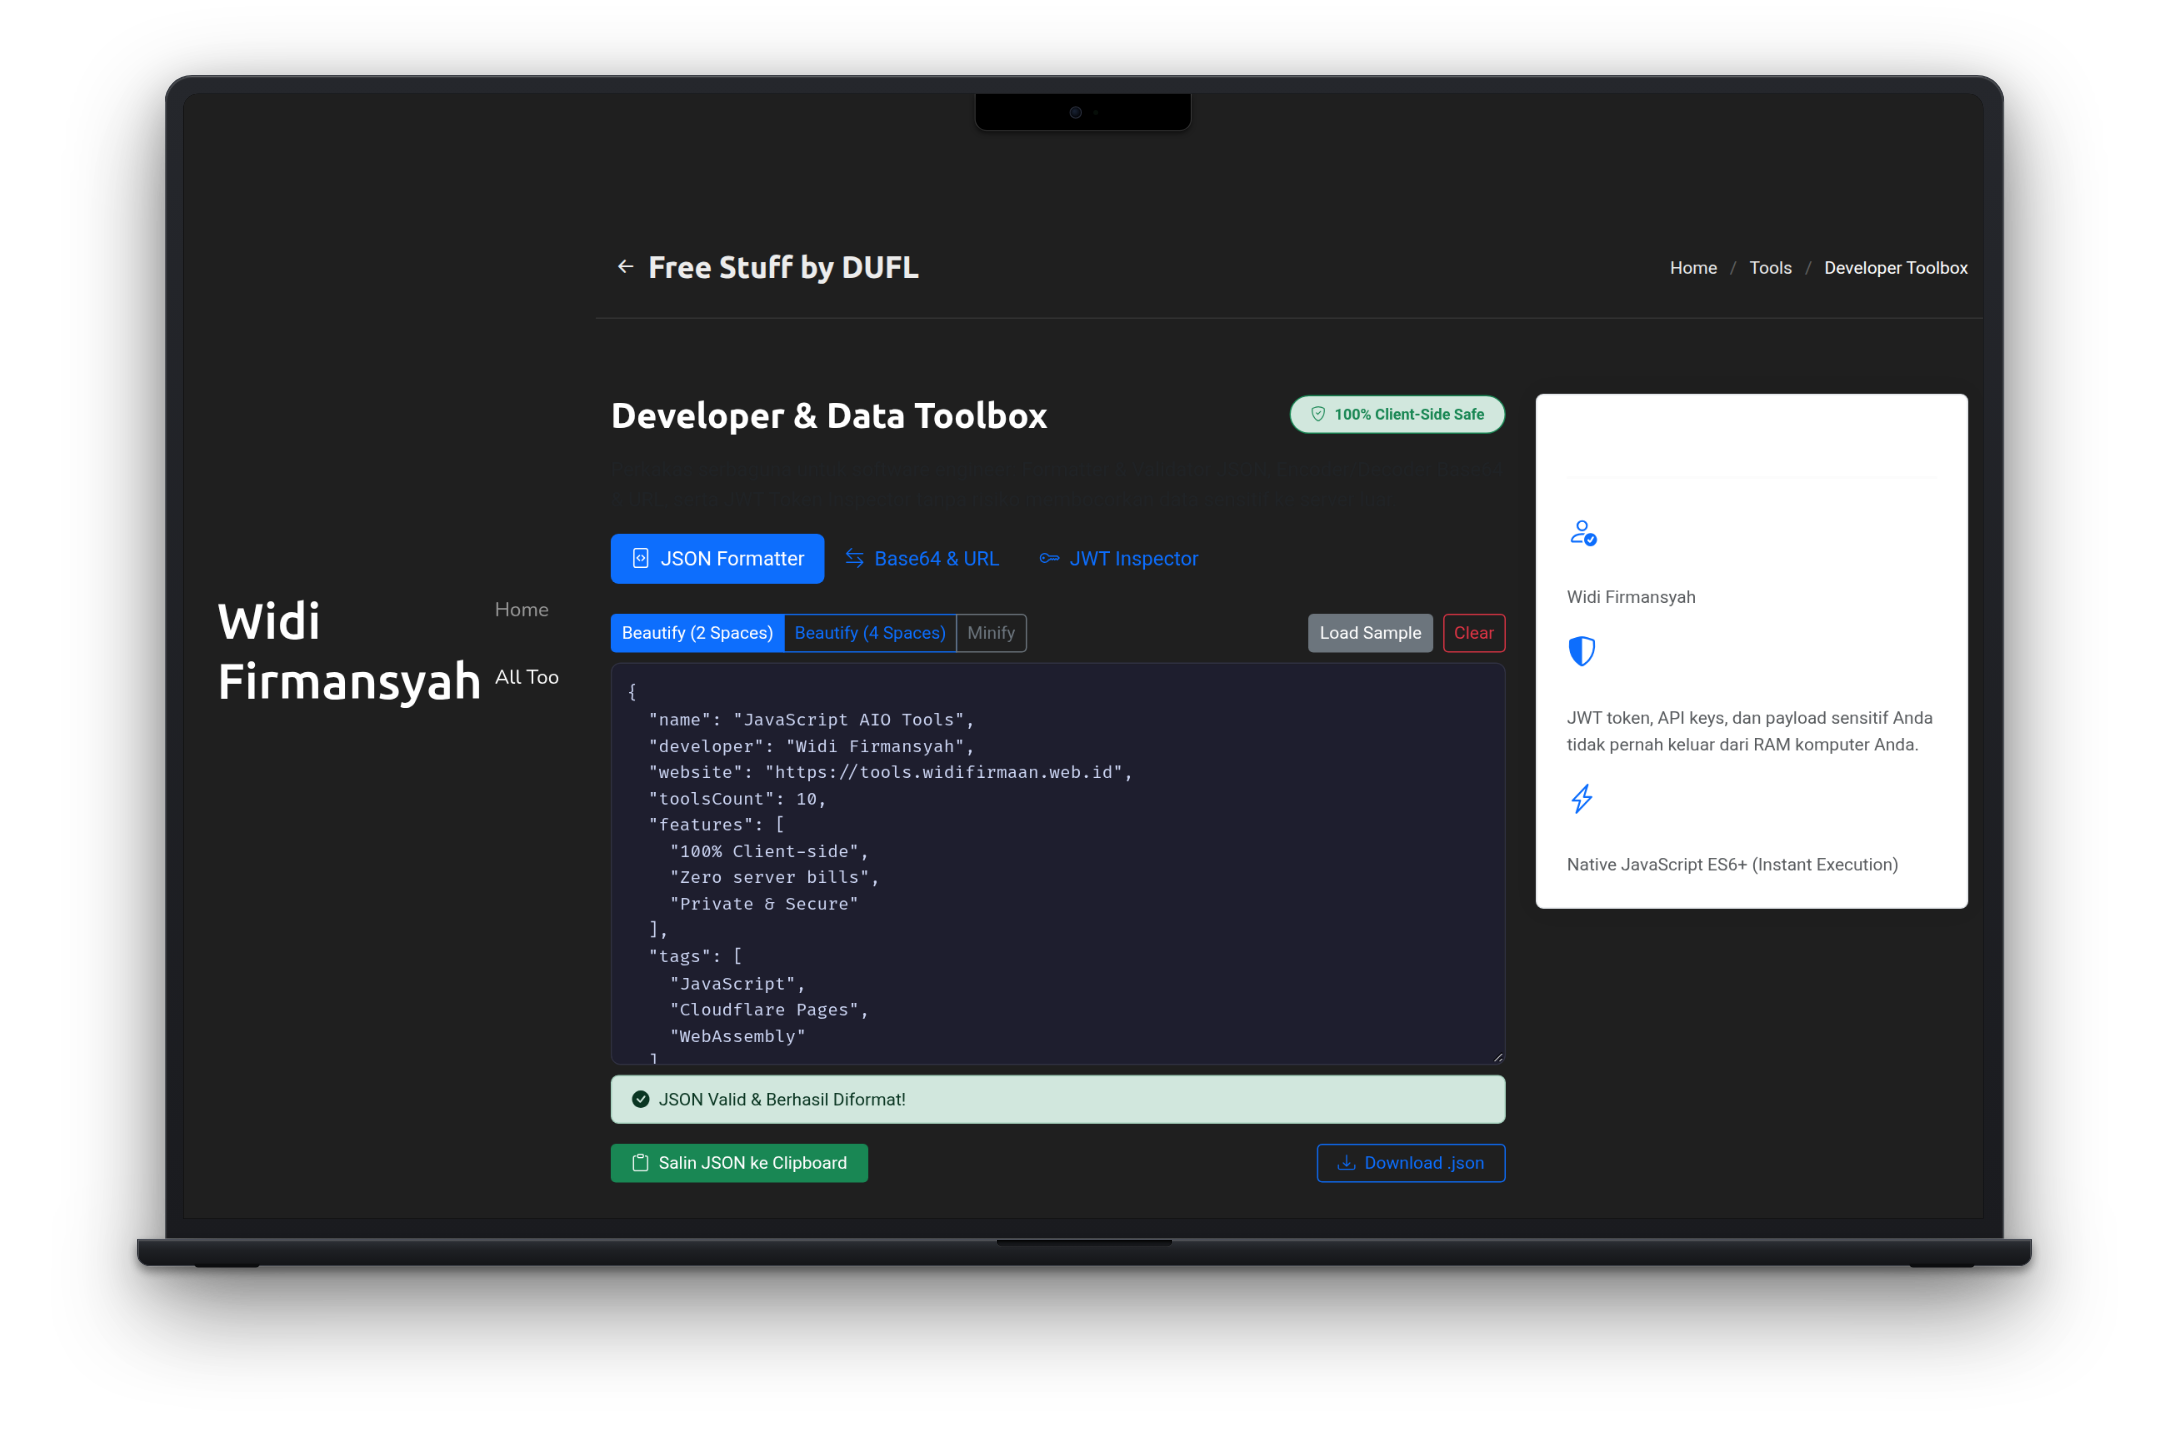 Widi
Firmansyah
Home
All Too
Free Stuff by DUFL
Home / Tools / Developer Toolbox
Developer & Data Toolbox
100% Client-Side Safe
JSON Formatter
Base64 & URL
JWT Inspector
Beautify (2 Spaces)
Beautify (4 Spaces)
Minify
Load Sample
Clear
{
"name": "JavaScript AIO Tools",
"developer": "Widi Firmansyah",
"website": "https://tools.widifirmaan.web.id",
"toolsCount": 10,
"features": [
"100% Client-side",
"Zero server bills",
"Private & Secure"
],
"tags": [
"JavaScript",
"Cloudflare Pages",
"WebAssembly"
]
JSON Valid & Berhasil Diformat!
Salin JSON ke Clipboard
Download .json
Widi Firmansyah
JWT token, API keys, dan payload sensitif Anda
tidak pernah keluar dari RAM komputer Anda.
Native JavaScript ES6+ (Instant Execution)